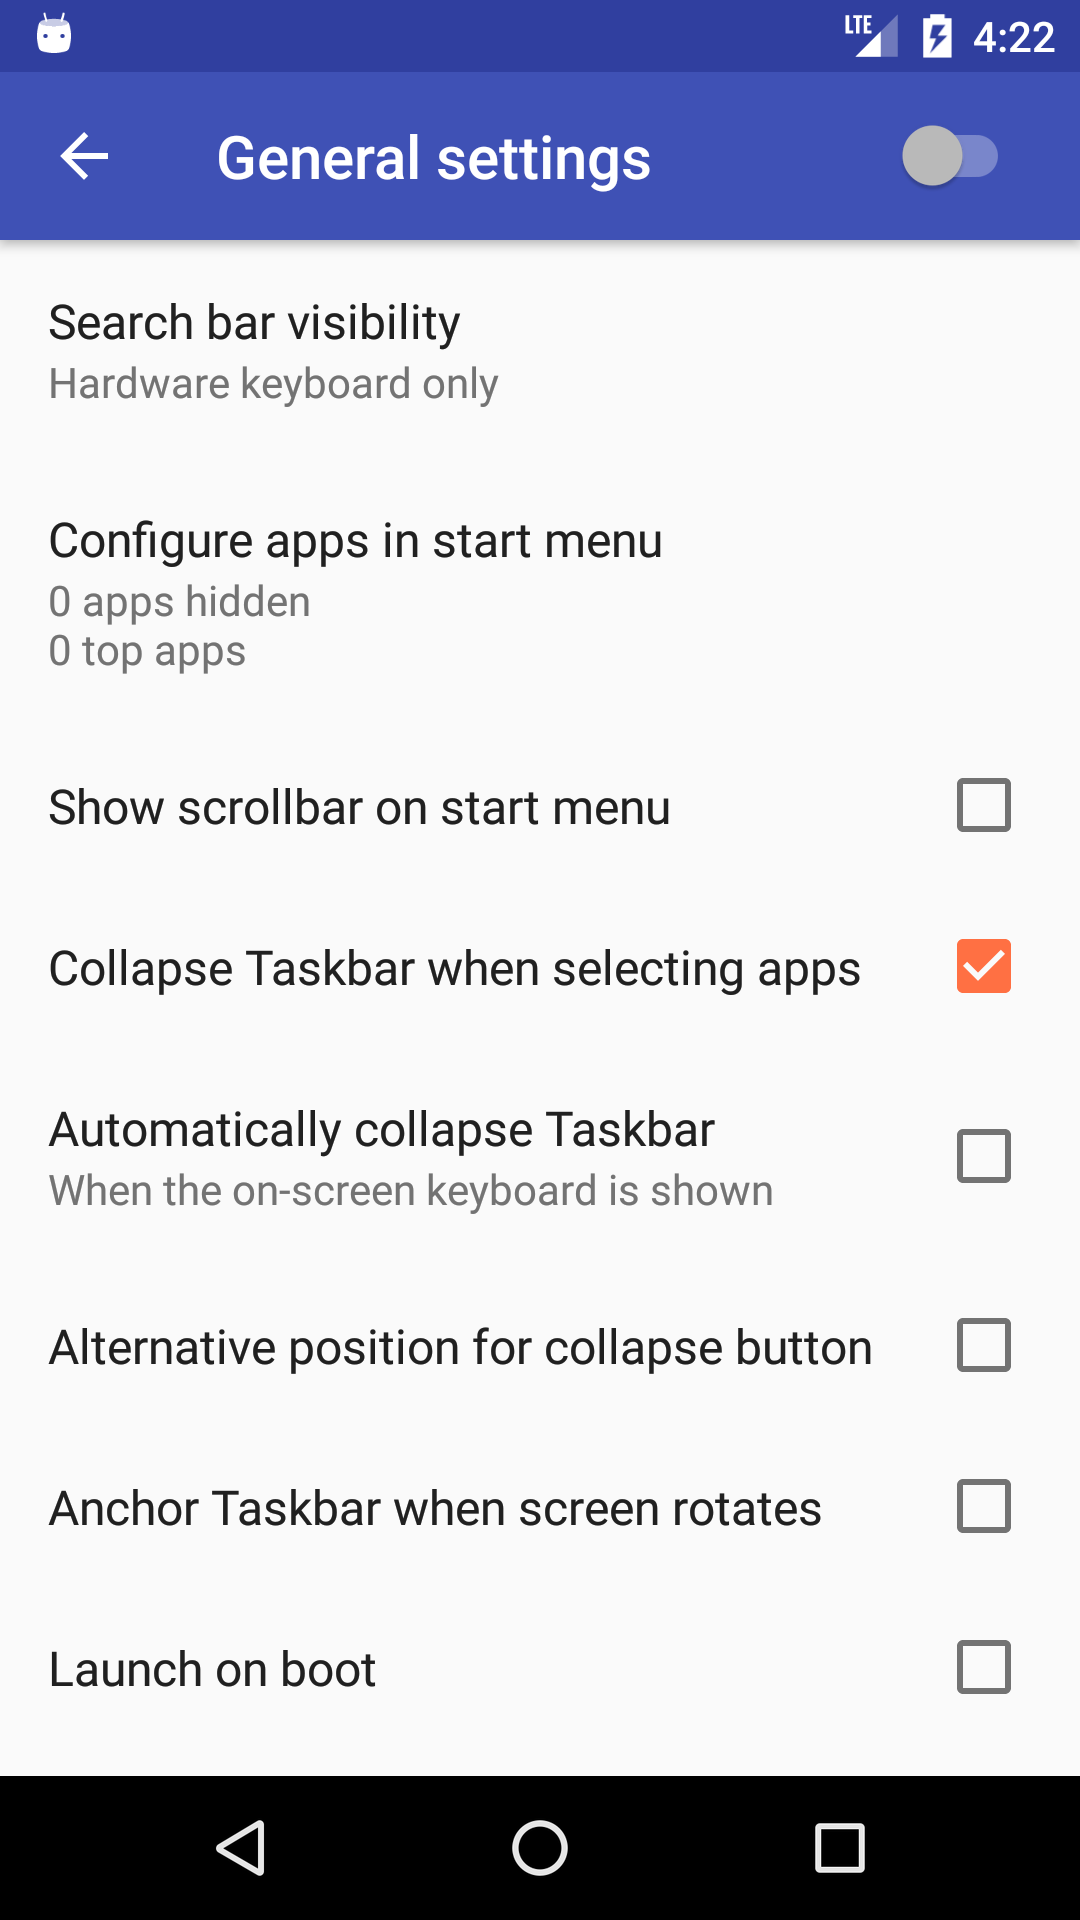 LTE 4:22
General settings
Search bar visibility
Hardware keyboard only
Configure apps in start menu
0 apps hidden
0 top apps
Show scrollbar on start menu
Collapse Taskbar when selecting apps
Automatically collapse Taskbar
When the on-screen keyboard is shown
Alternative position for collapse button
Anchor Taskbar when screen rotates
Launch on boot